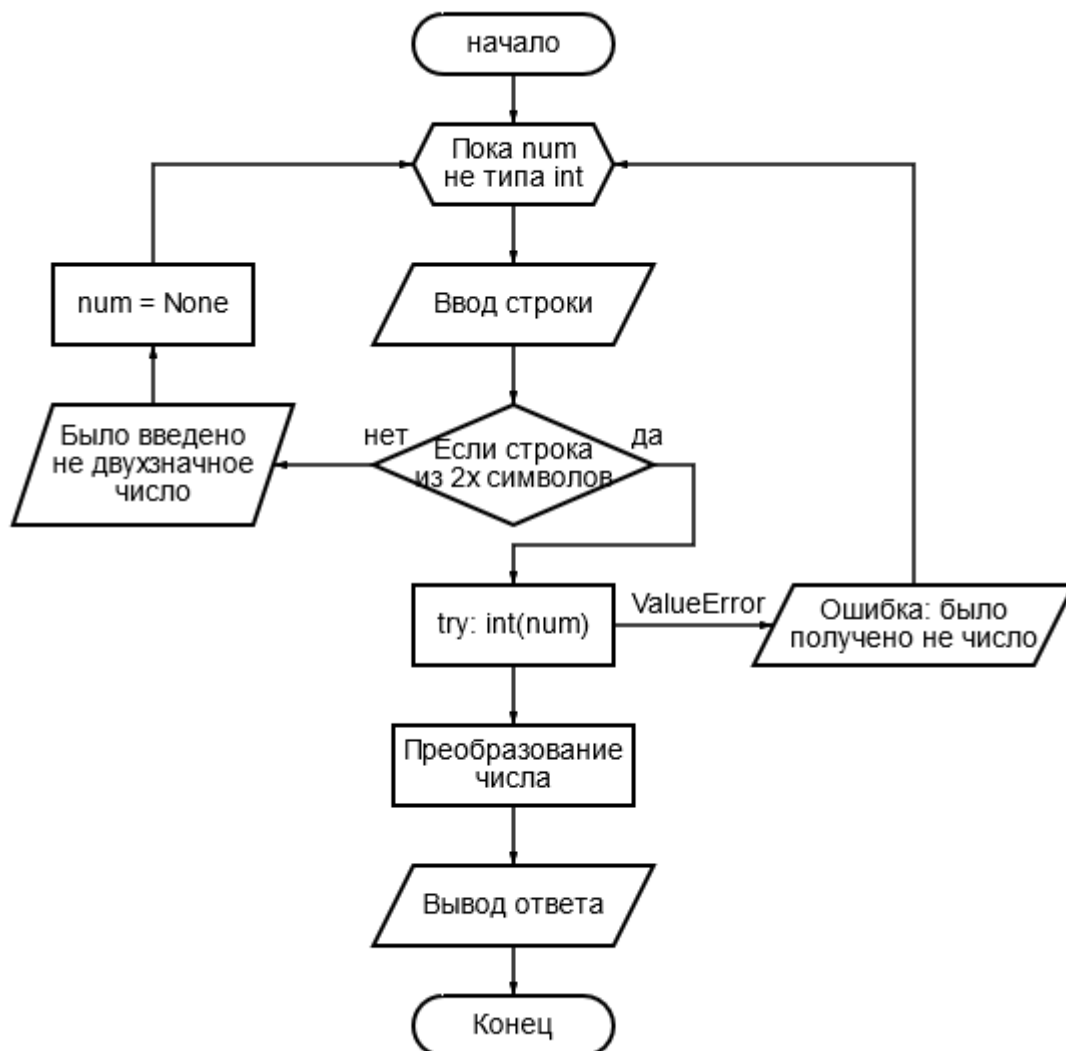 начало
Пока num
не типа int
num = None
Ввод строки
Было введено
не двухзначное
число
нет
Если строка
из 2х символов
да
try: int(num)
ValueError
Ошибка: было
получено не число
Преобразование
числа
Вывод ответа
Конец